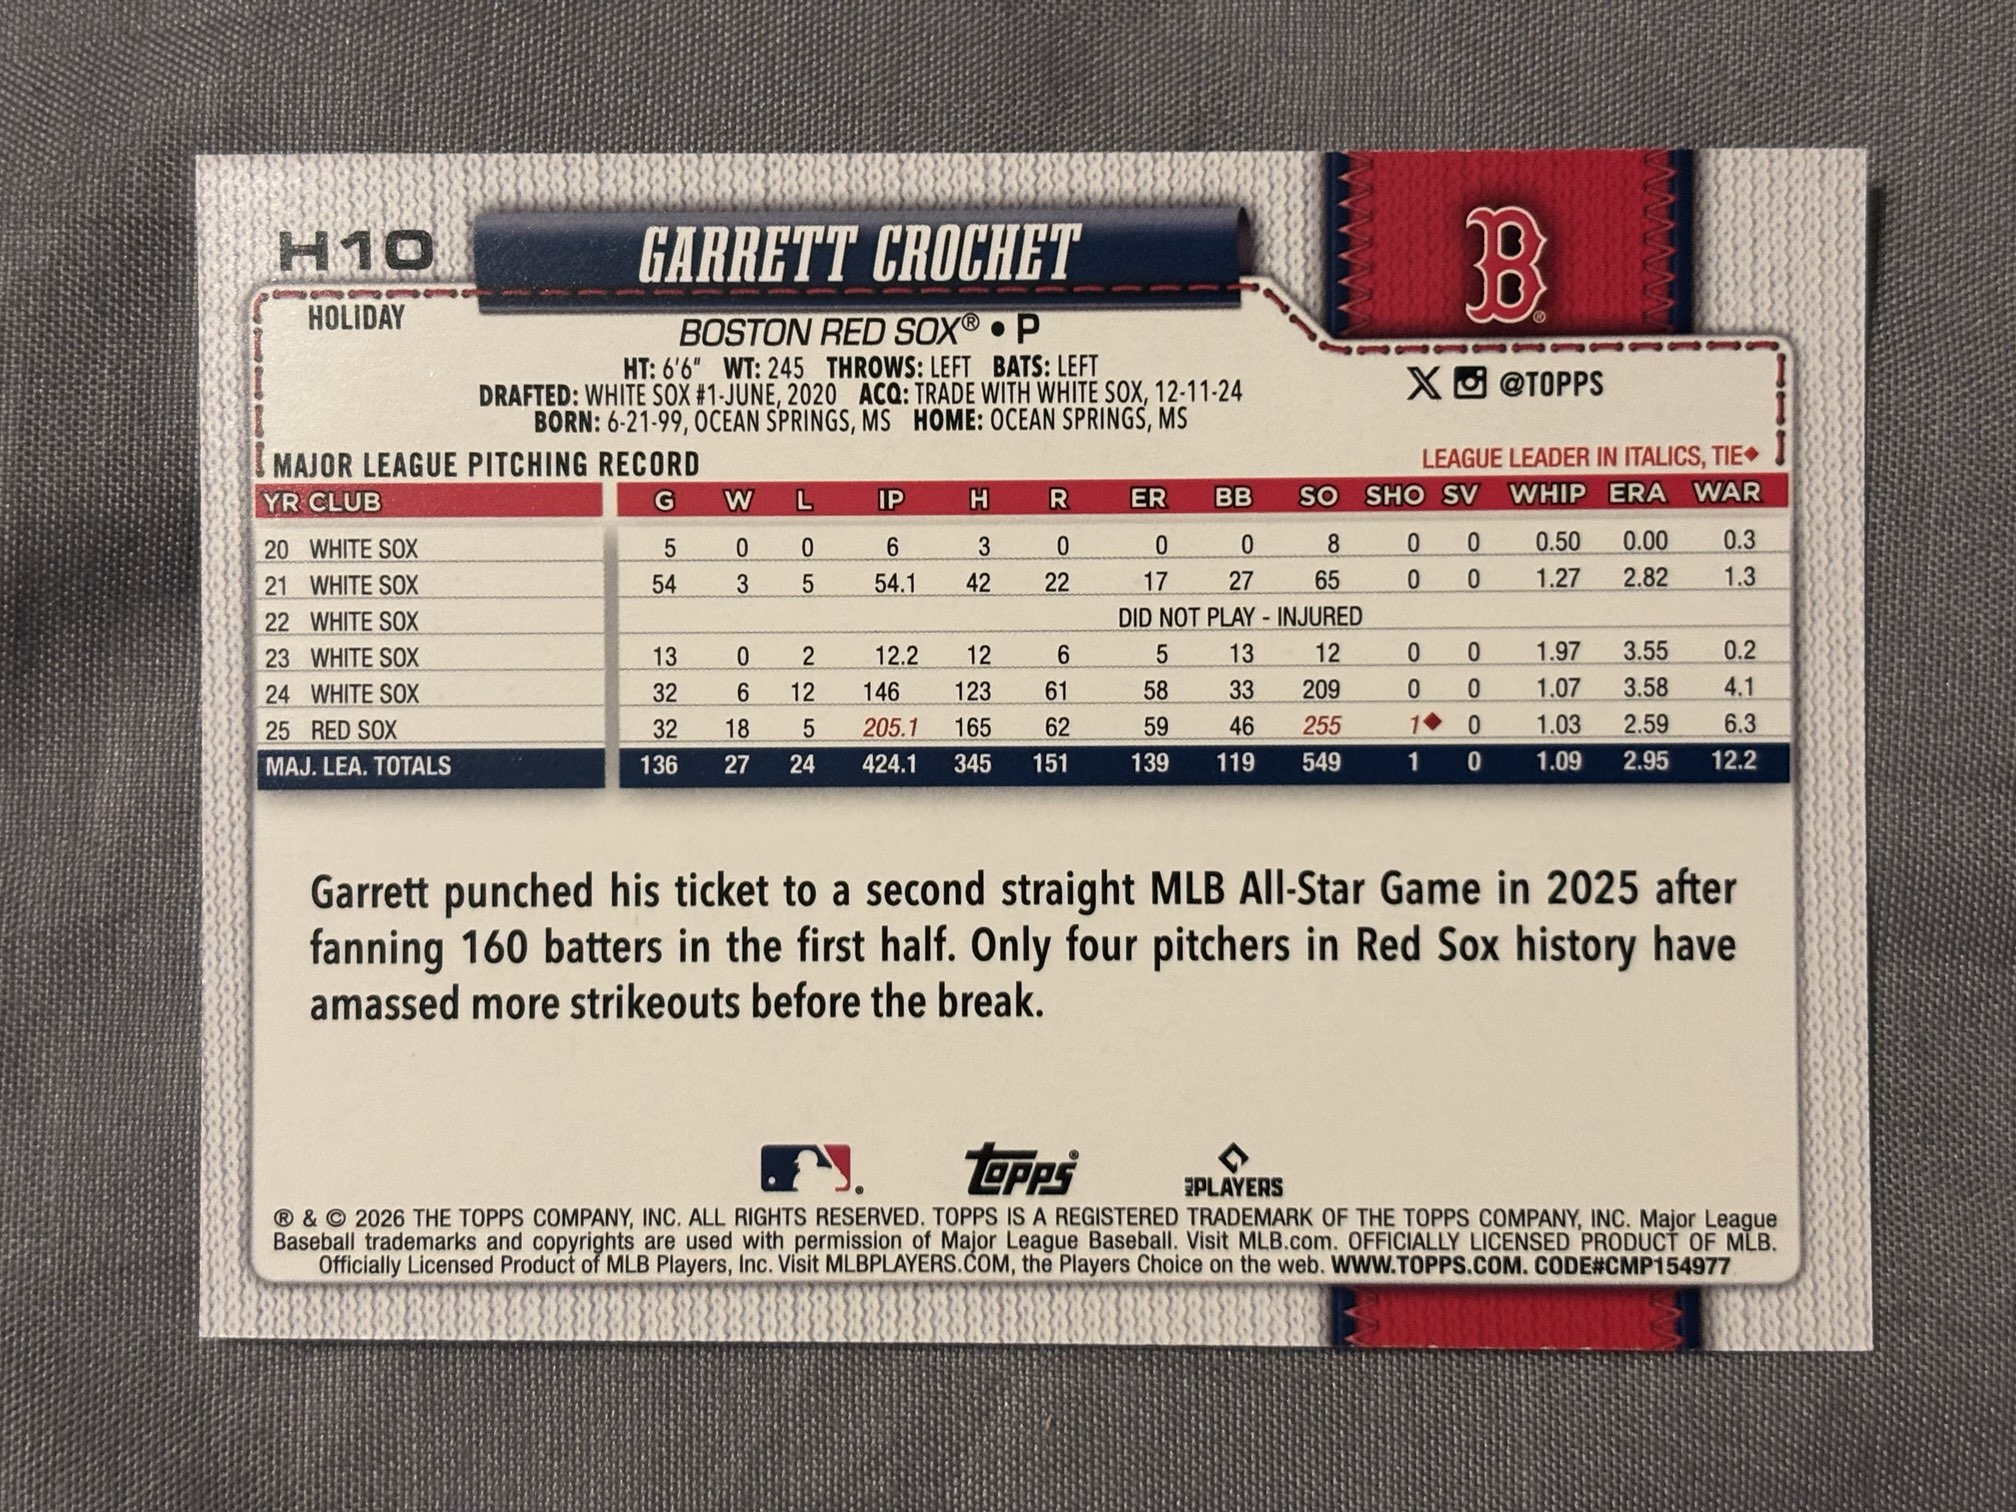 H10
GARRETT CROCHET
B®
HOLIDAY
BOSTON RED SOX® • P
HT: 6'6" WT: 245 THROWS: LEFT BATS: LEFT
DRAFTED: WHITE SOX #1-JUNE, 2020 ACQ: TRADE WITH WHITE SOX, 12-11-24
BORN: 6-21-99, OCEAN SPRINGS, MS HOME: OCEAN SPRINGS, MS
X @TOPPS
MAJOR LEAGUE PITCHING RECORD
LEAGUE LEADER IN ITALICS, TIE◆
YR CLUB G W L IP H R ER BB SO SHO SV WHIP ERA WAR
20 WHITE SOX 5 0 0 6 3 0 0 0 8 0 0 0.50 0.00 0.3
21 WHITE SOX 54 3 5 54.1 42 22 17 27 65 0 0 1.27 2.82 1.3
22 WHITE SOX DID NOT PLAY - INJURED
23 WHITE SOX 13 0 2 12.2 12 6 5 13 12 0 0 1.97 3.55 0.2
24 WHITE SOX 32 6 12 146 123 61 58 33 209 0 0 1.07 3.58 4.1
25 RED SOX 32 18 5 205.1 165 62 59 46 255 1◆ 0 1.03 2.59 6.3
MAJ. LEA. TOTALS 136 27 24 424.1 345 151 139 119 549 1 0 1.09 2.95 12.2
Garrett punched his ticket to a second straight MLB All-Star Game in 2025 after
fanning 160 batters in the first half. Only four pitchers in Red Sox history have
amassed more strikeouts before the break.
Topps®
MLB PLAYERS
® & © 2026 THE TOPPS COMPANY, INC. ALL RIGHTS RESERVED. TOPPS IS A REGISTERED TRADEMARK OF THE TOPPS COMPANY, INC. Major League
Baseball trademarks and copyrights are used with permission of Major League Baseball. Visit MLB.com. OFFICIALLY LICENSED PRODUCT OF MLB.
Officially Licensed Product of MLB Players, Inc. Visit MLBPLAYERS.COM, the Players Choice on the web. WWW.TOPPS.COM. CODE#CMP154977